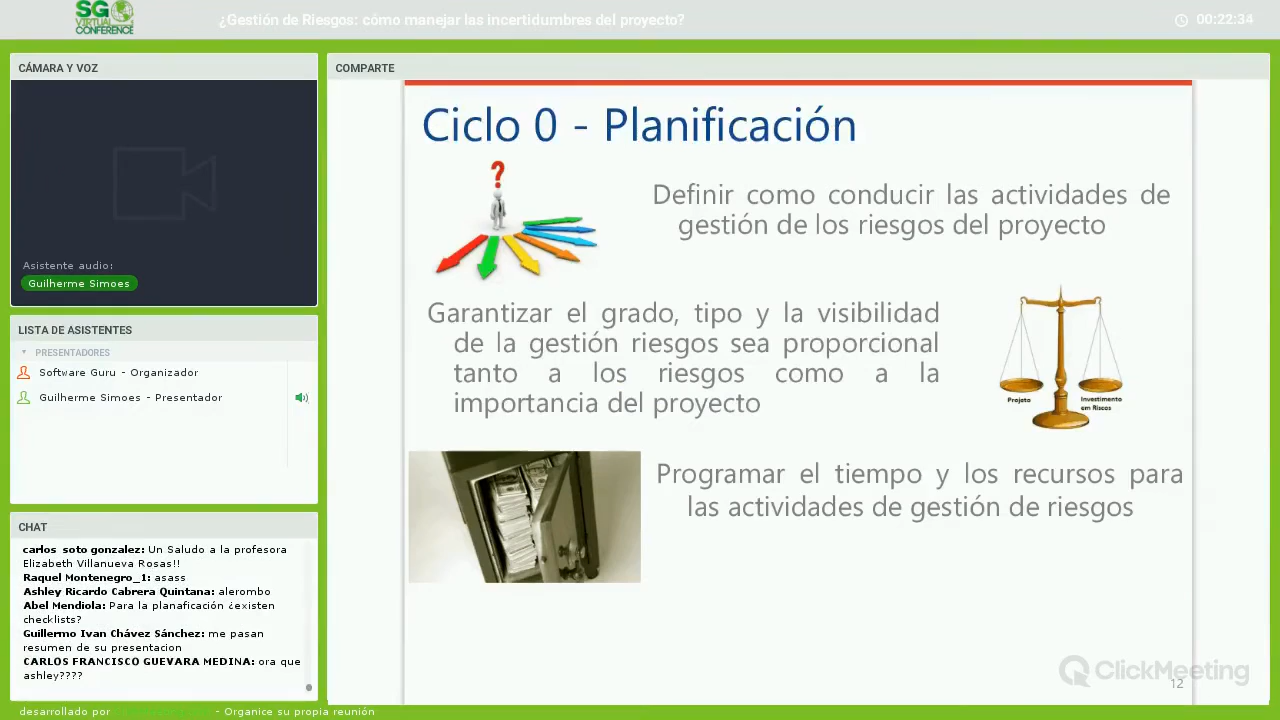 SG
VIRTUAL
CONFERENCE
¿Gestión de Riesgos: cómo manejar las incertidumbres del proyecto?
00:22:34
CÁMARA Y VOZ
Asistente audio:
Guilherme Simoes
LISTA DE ASISTENTES
PRESENTADORES
Software Guru - Organizador
Guilherme Simoes - Presentador
CHAT
carlos soto gonzalez: Un Saludo a la profesora
Elizabeth Villanueva Rosas!!
Raquel Montenegro_1: asass
Ashley Ricardo Cabrera Quintana: alerombo
Abel Mendiola: Para la planaficación ¿existen
checklists?
Guillermo Ivan Chávez Sánchez: me pasan
resumen de su presentacion
CARLOS FRANCISCO GUEVARA MEDINA: ora que
ashley????
desarrollado por
- Organice su propia reunión
COMPARTE
Ciclo 0 - Planificación
?
Definir como conducir las actividades de
gestión de los riesgos del proyecto
Garantizar el grado, tipo y la visibilidad
de la gestión riesgos sea proporcional
tanto a los riesgos como a la
importancia del proyecto
Projeto
Investimento
em Riscos
Programar el tiempo y los recursos para
las actividades de gestión de riesgos
ClickMeeting
12